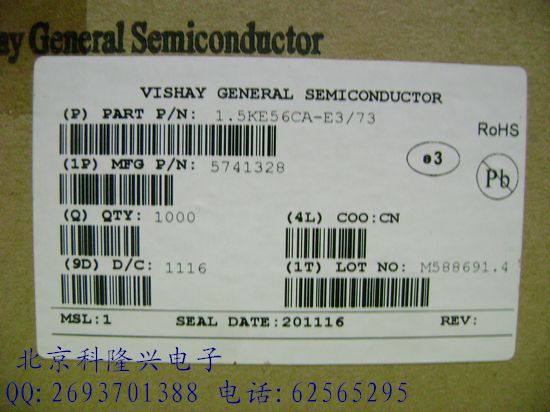 ay General Semiconductor
VISHAY GENERAL SEMICONDUCTOR
(P) PART P/N: 1.5KE56CA-E3/73
RoHS
(1P) MFG P/N: 5741328
e3
Pb
(Q) QTY: 1000
(4L) COO:CN
(9D) D/C: 1116
(1T) LOT NO: M588691.4
MSL:1 SEAL DATE:201116 REV:
北京科隆兴电子
QQ:2693701388 电话:62565295